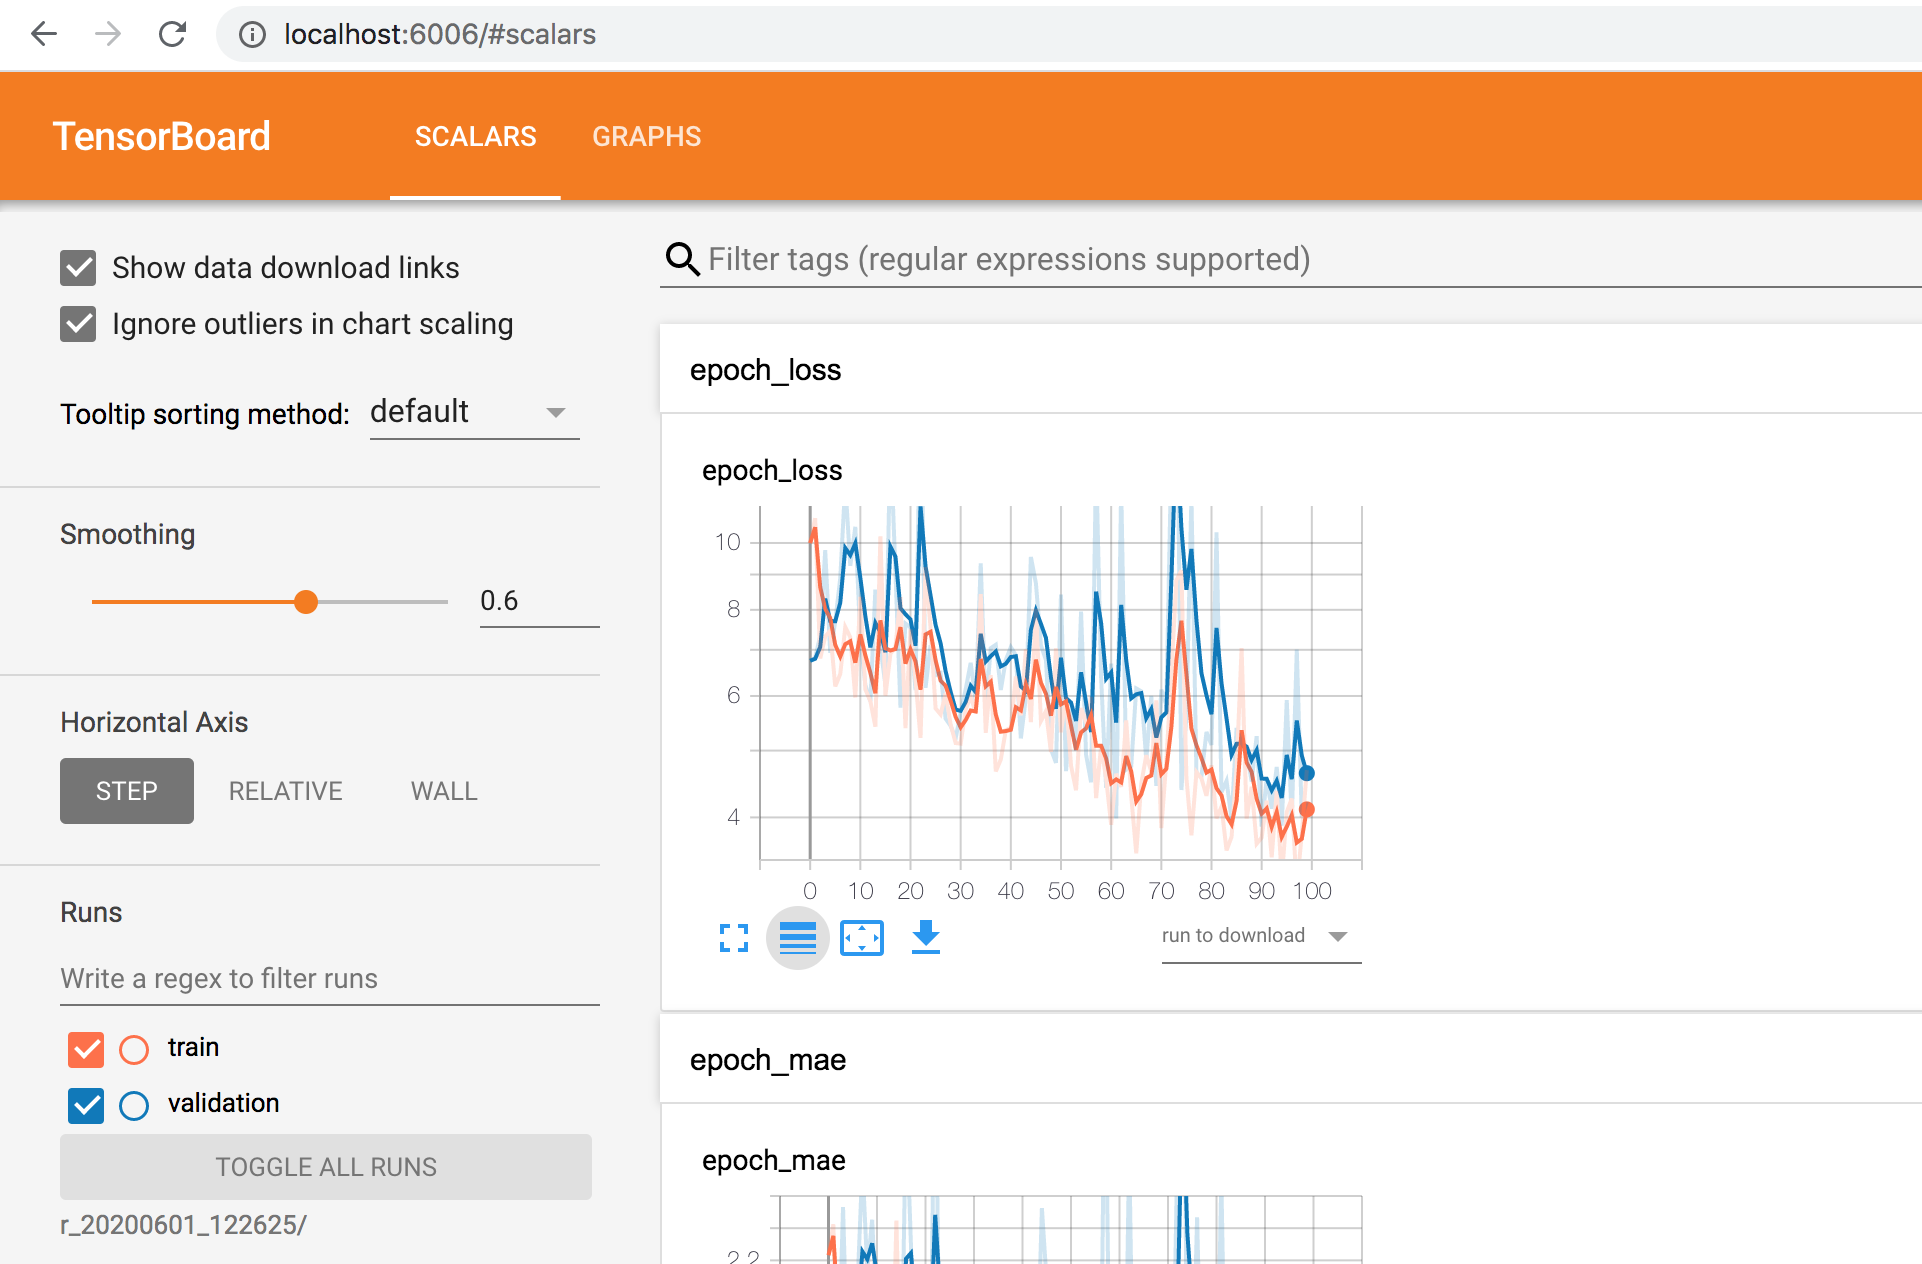 localhost:6006/#scalars
TensorBoard SCALARS GRAPHS
Show data download links
Ignore outliers in chart scaling
Tooltip sorting method: default
Smoothing
0.6
Horizontal Axis
STEP RELATIVE WALL
Runs
Write a regex to filter runs
train
validation
TOGGLE ALL RUNS
r_20200601_122625/
Filter tags (regular expressions supported)
epoch_loss
epoch_loss
10
8
6
4
0 10 20 30 40 50 60 70 80 90 100
run to download
epoch_mae
epoch_mae
2.2